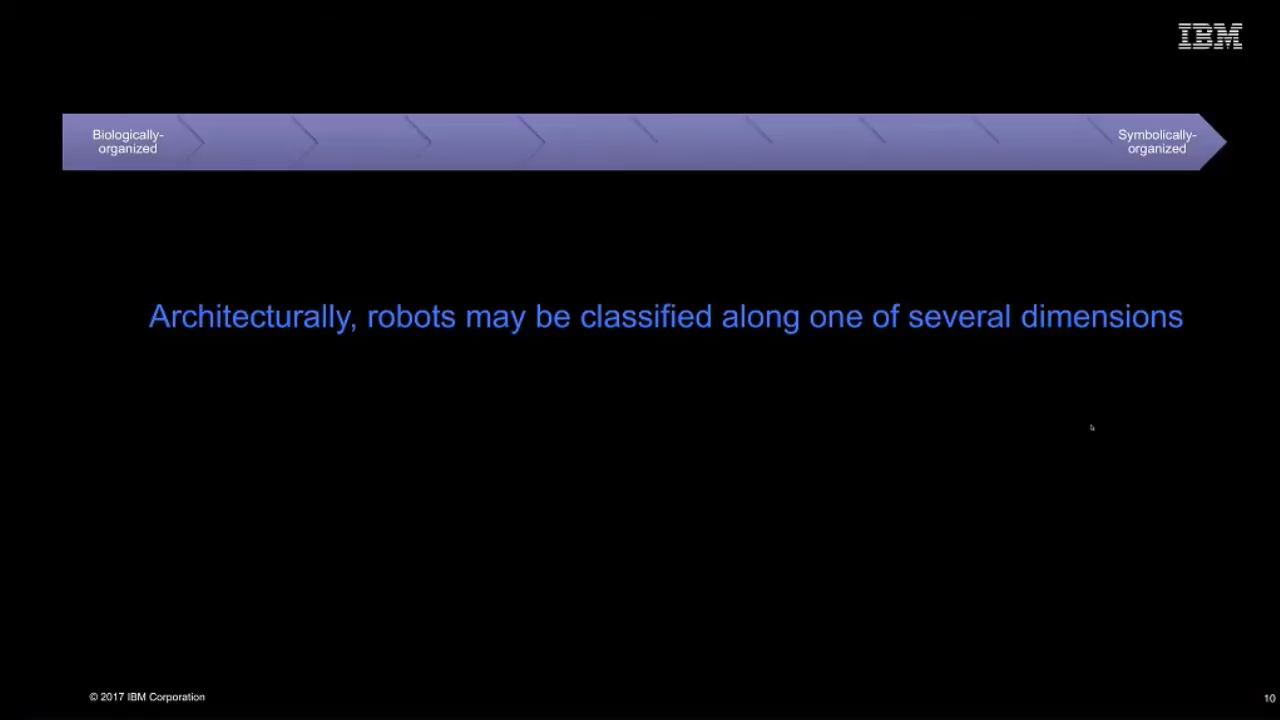 IBM
Biologically-
organized
Symbolically-
organized
Architecturally, robots may be classified along one of several dimensions
© 2017 IBM Corporation
10